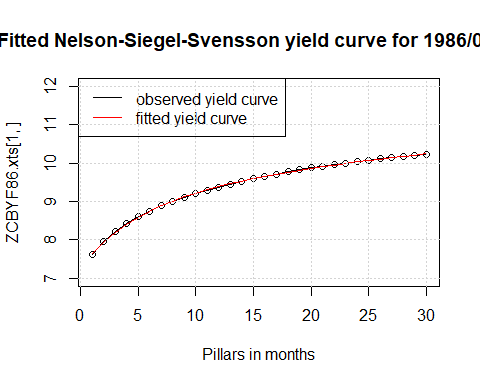 Fitted Nelson-Siegel-Svensson yield curve for 1986/0
observed yield curve
fitted yield curve
ZCBYF86.xts[1, ]
12
11
10
9
8
7
0 5 10 15 20 25 30
Pillars in months